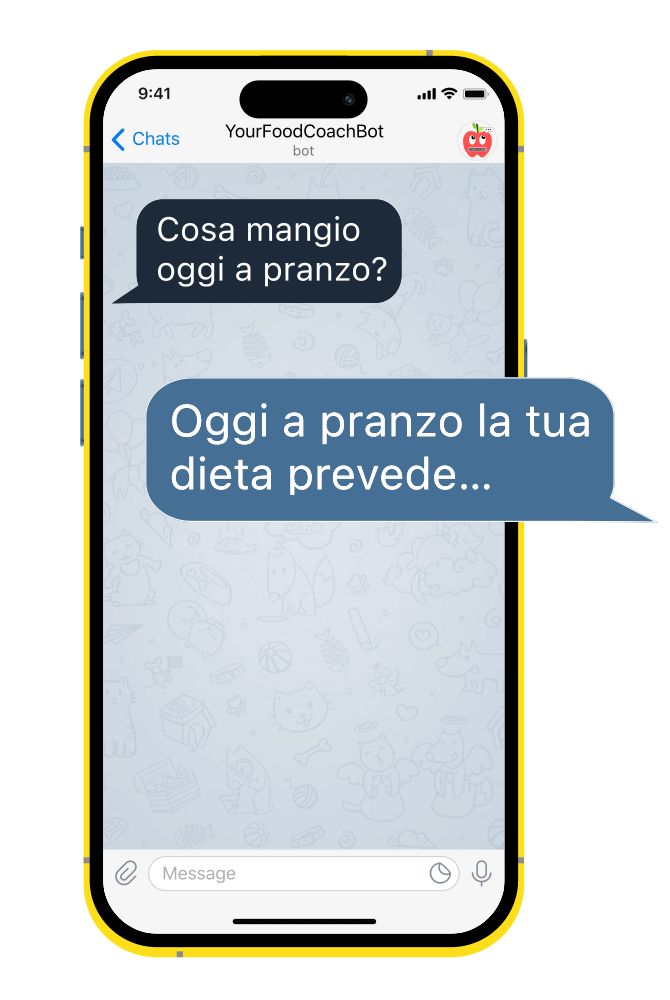 9:41
Chats
YourFoodCoachBot
bot
Cosa mangio
oggi a pranzo?
Oggi a pranzo la tua
dieta prevede...
Message